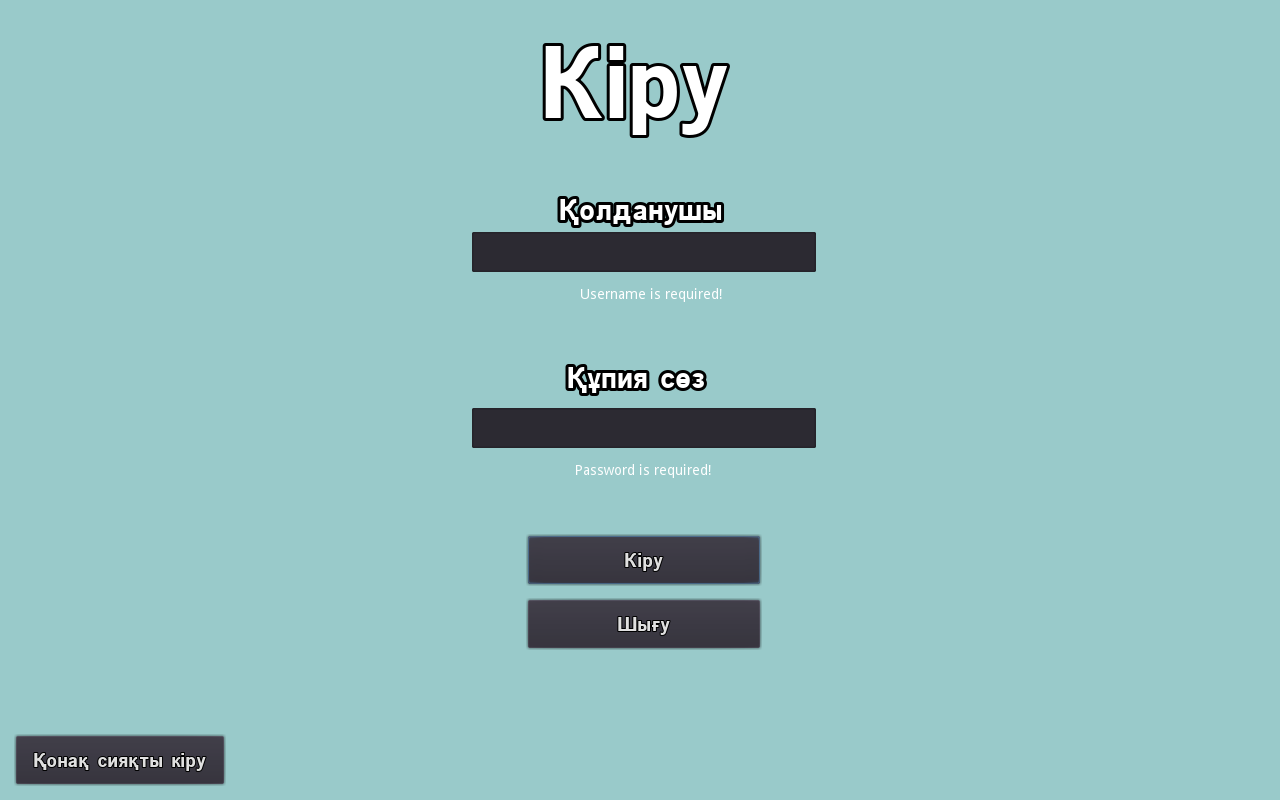 Кіру
Қолданушы
Username is required!
Құпия сөз
Password is required!
Кіру
Шығу
Қонақ сияқты кіру